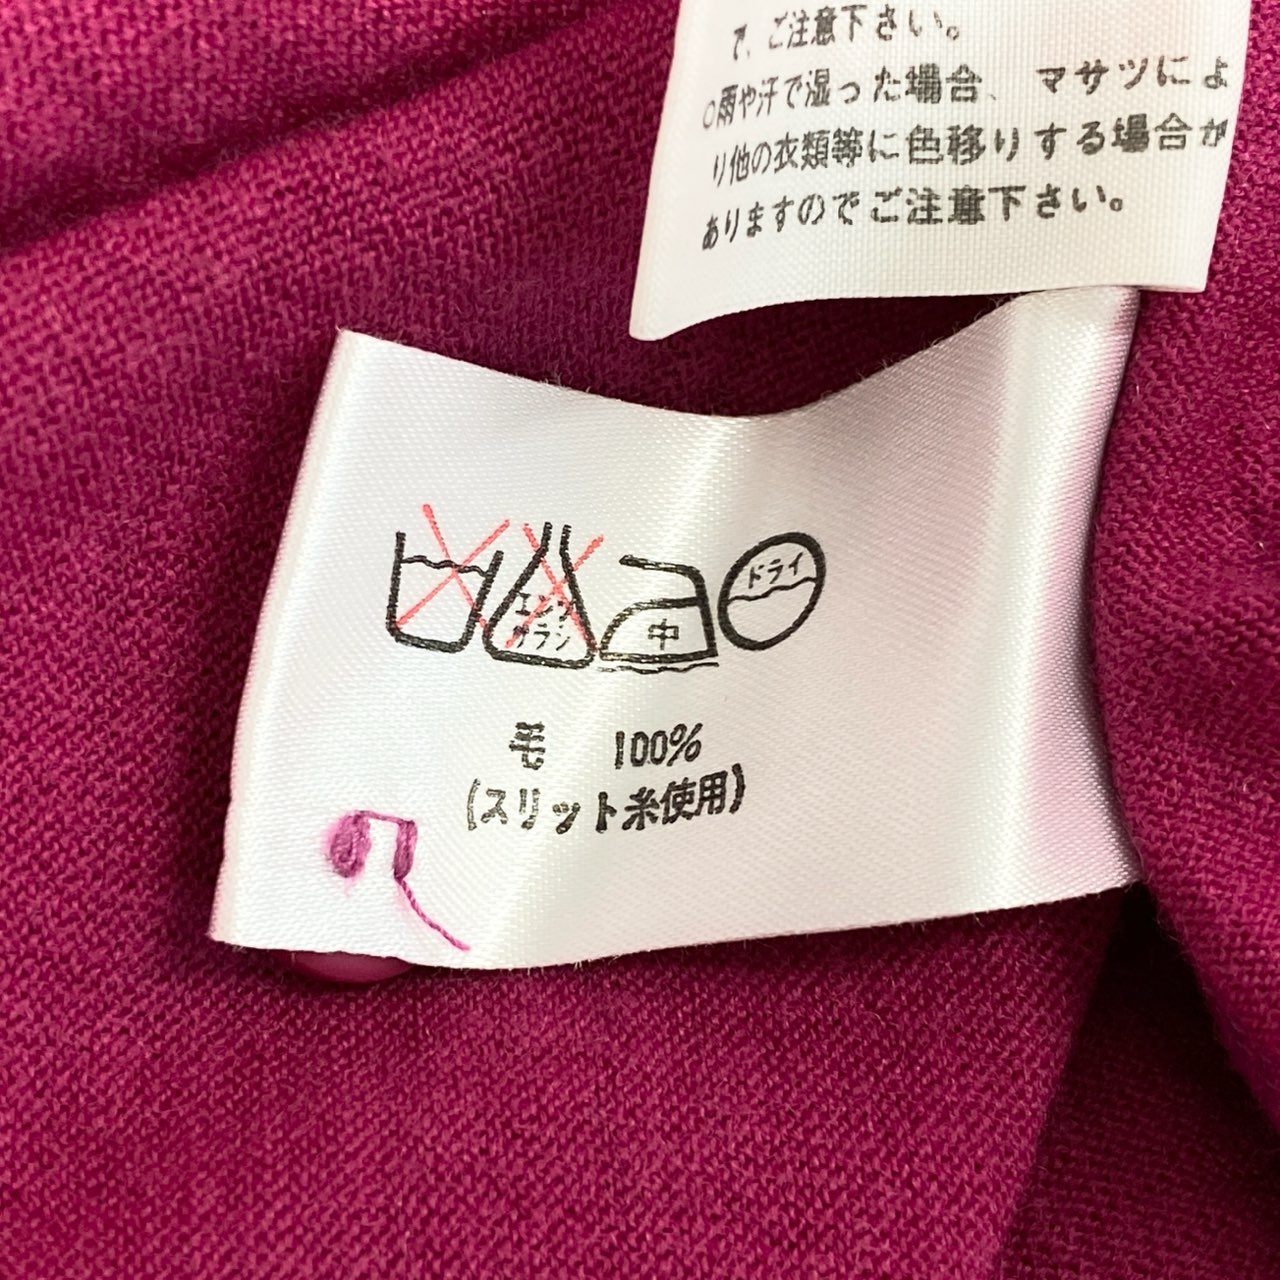 で、ご注意下さい。
○雨や汗で湿った場合、マサツによ
り他の衣類等に色移りする場合が
ありますのでご注意下さい。
エンソ
サラシ
中
ドライ
毛 100%
(スリット糸使用)